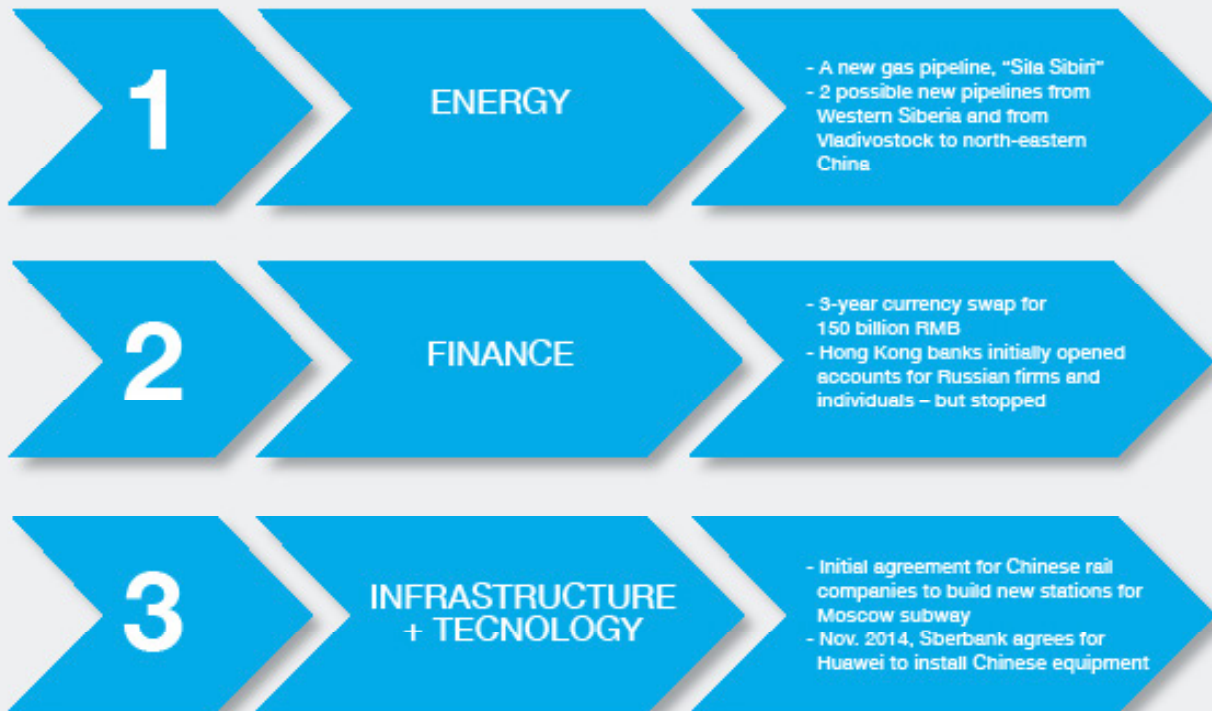 1
ENERGY
- A new gas pipeline, "Sila Sibiri"
- 2 possible new pipelines from
Western Siberia and from
Vladivostock to north-eastern
China
2
FINANCE
- 3-year currency swap for
150 billion RMB
- Hong Kong banks initially opened
accounts for Russian firms and
individuals – but stopped
3
INFRASTRUCTURE
+ TECNOLOGY
- Initial agreement for Chinese rail
companies to build new stations for
Moscow subway
- Nov. 2014, Sberbank agrees for
Huawei to install Chinese equipment